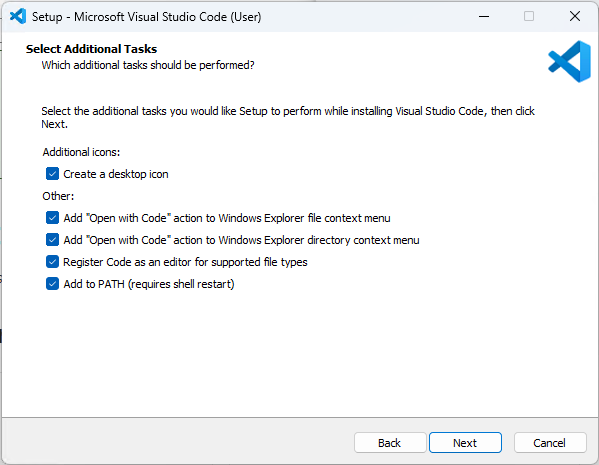 Setup - Microsoft Visual Studio Code (User)
Select Additional Tasks
Which additional tasks should be performed?
Select the additional tasks you would like Setup to perform while installing Visual Studio Code, then click
Next.
Additional icons:
Create a desktop icon
Other:
Add "Open with Code" action to Windows Explorer file context menu
Add "Open with Code" action to Windows Explorer directory context menu
Register Code as an editor for supported file types
Add to PATH (requires shell restart)
Back
Next
Cancel